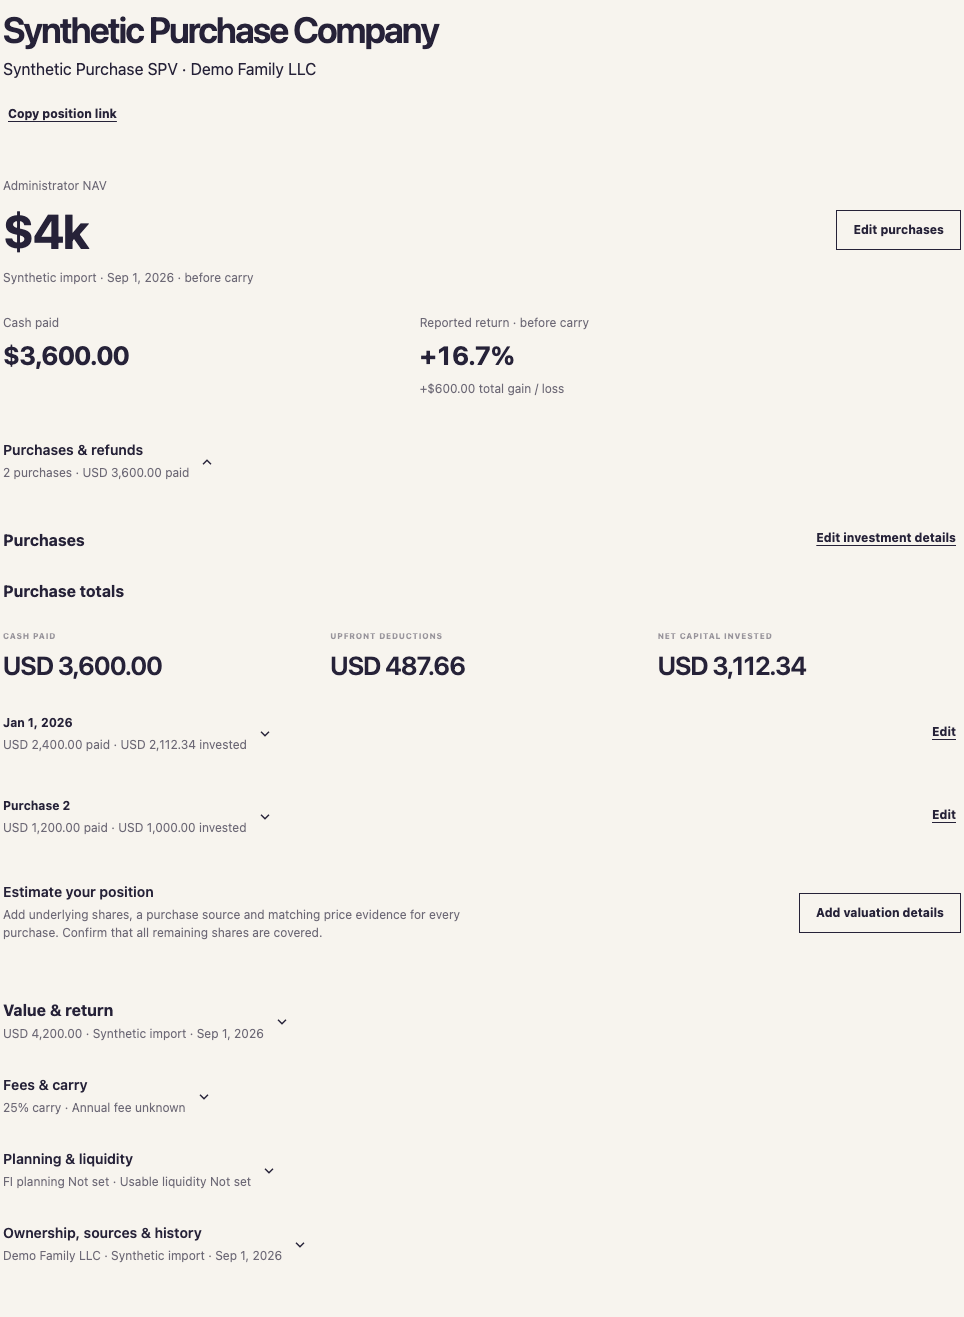 Synthetic Purchase Company
Synthetic Purchase SPV · Demo Family LLC
Copy position link
Administrator NAV
$4k
Edit purchases
Synthetic import · Sep 1, 2026 · before carry
Cash paid
Reported return · before carry
$3,600.00
+16.7%
+$600.00 total gain / loss
Purchases & refunds
2 purchases · USD 3,600.00 paid
Purchases
Edit investment details
Purchase totals
CASH PAID
UPFRONT DEDUCTIONS
NET CAPITAL INVESTED
USD 3,600.00
USD 487.66
USD 3,112.34
Jan 1, 2026
USD 2,400.00 paid · USD 2,112.34 invested
Edit
Purchase 2
USD 1,200.00 paid · USD 1,000.00 invested
Edit
Estimate your position
Add underlying shares, a purchase source and matching price evidence for every
purchase. Confirm that all remaining shares are covered.
Add valuation details
Value & return
USD 4,200.00 · Synthetic import · Sep 1, 2026
Fees & carry
25% carry · Annual fee unknown
Planning & liquidity
FI planning Not set · Usable liquidity Not set
Ownership, sources & history
Demo Family LLC · Synthetic import · Sep 1, 2026